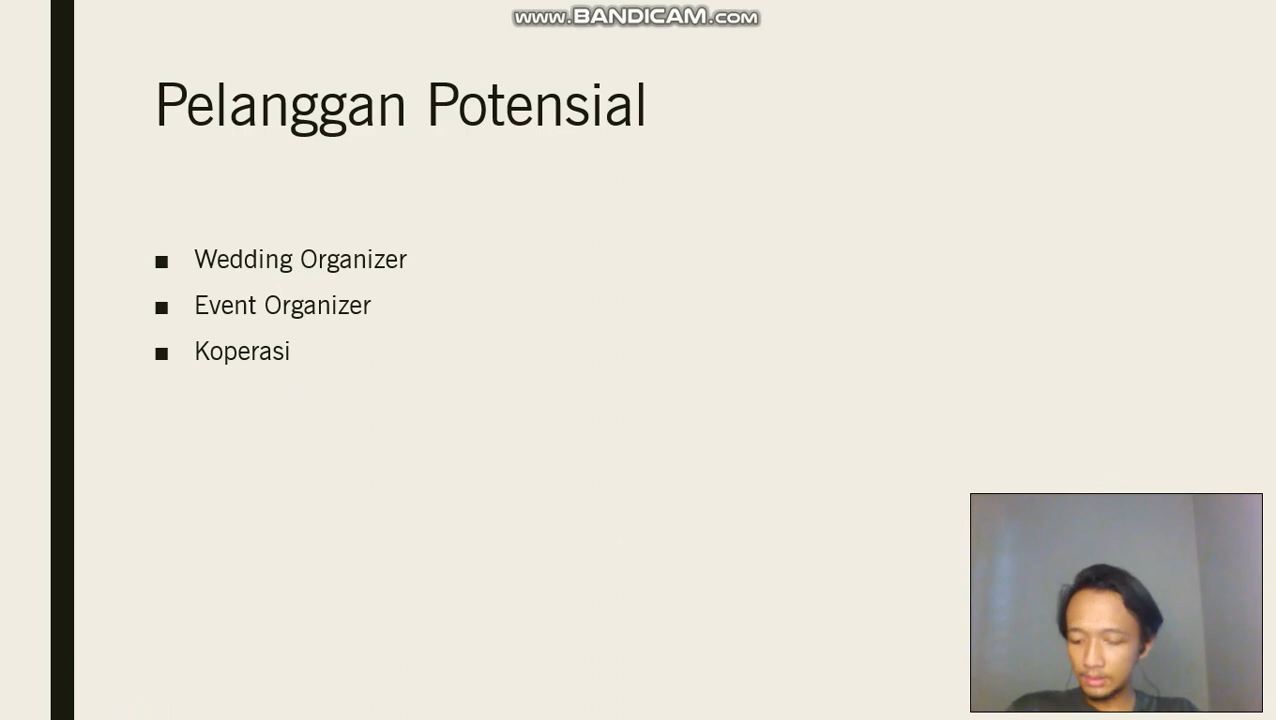 www.BANDICAM.com
Pelanggan Potensial
■ Wedding Organizer
■ Event Organizer
■ Koperasi